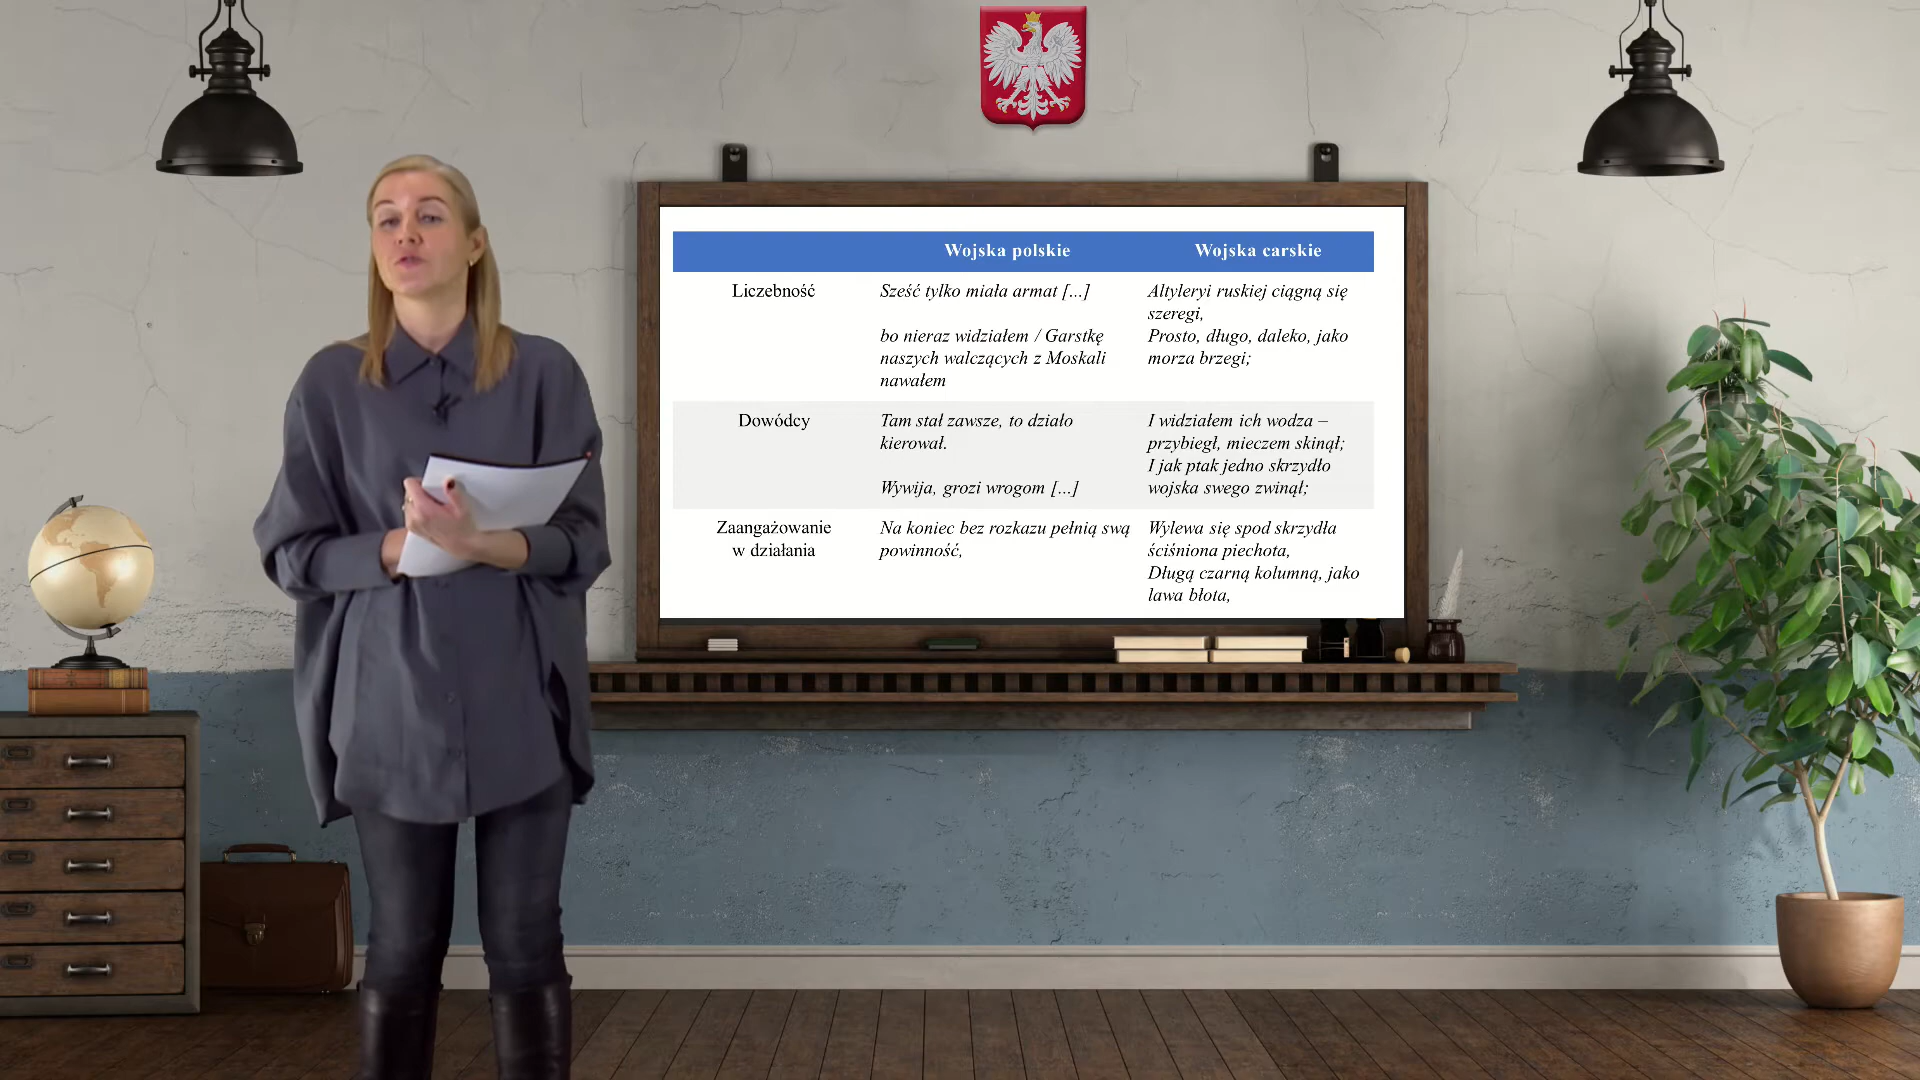 Wojska polskie
Wojska carskie
Liczebność
Sześć tylko miała armat [...]
bo nieraz widziałem / Garstkę
naszych walczących z Moskali
nawałem
Altyleryi ruskiej ciągną się
szeregi,
Prosto, długo, daleko, jako
morza brzegi;
Dowódcy
Tam stał zawsze, to działo
kierował.
Wywija, grozi wrogom [...]
I widziałem ich wodza –
przybiegł, mieczem skinął;
I jak ptak jedno skrzydło
wojska swego zwinął;
Zaangażowanie
w działania
Na koniec bez rozkazu pełnią swą
powinność,
Wylewa się spod skrzydła
ściśniona piechota,
Długą czarną kolumną, jako
lawa błota,